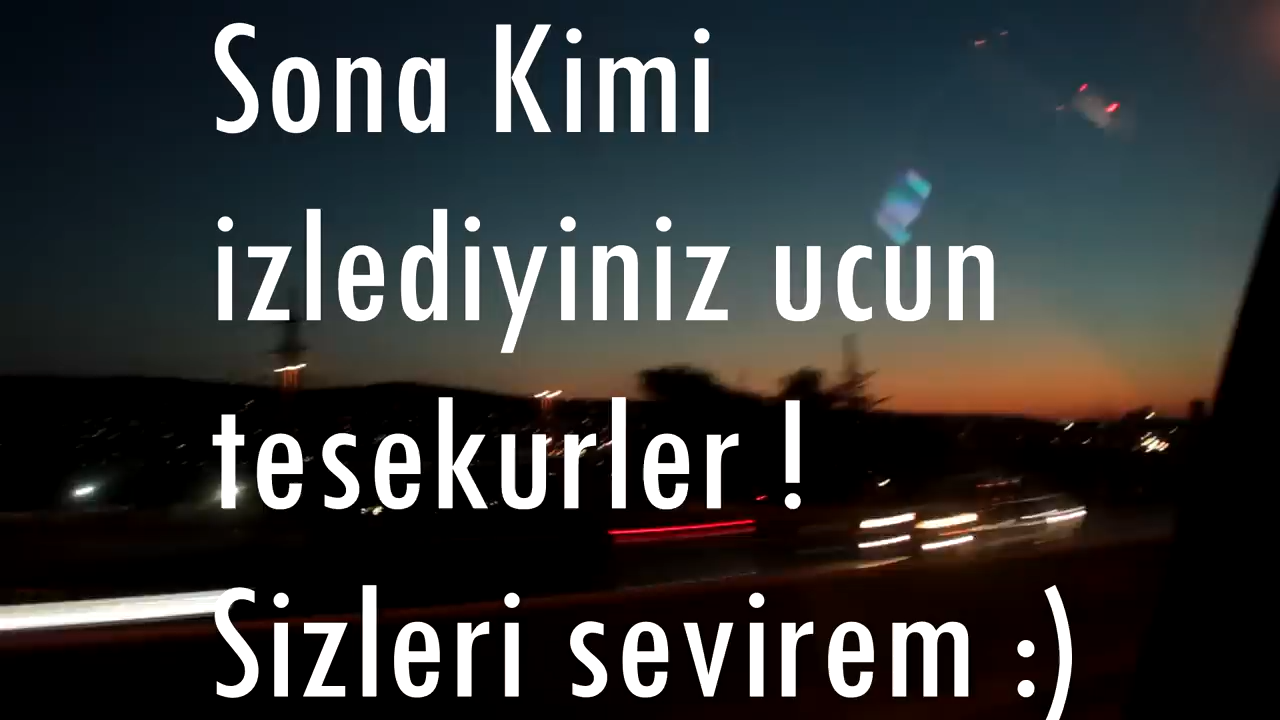 Sona Kimi
izlediyiniz ucun
tesekurler !
Sizleri sevirem :)